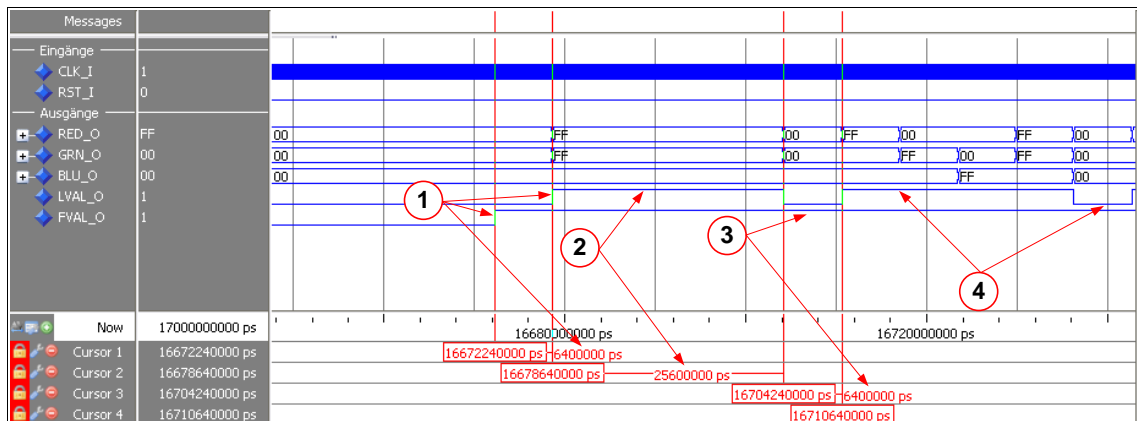 Messages
Eingänge
CLK_I 1
RST_I 0
Ausgänge
RED_O FF 00 FF 00 FF 00 FF 00
GRN_O 00 00 FF 00 FF 00 FF 00
BLU_O 00 00 FF 00
LVAL_O 1
FVAL_O 1
1
2
3
4
Now 17000000000 ps 16680000000 ps 16720000000 ps
Cursor 1 16672240000 ps 16672240000 ps 6400000 ps
Cursor 2 16678640000 ps 16678640000 ps 25600000 ps
Cursor 3 16704240000 ps 16704240000 ps 6400000 ps
Cursor 4 16710640000 ps 16710640000 ps